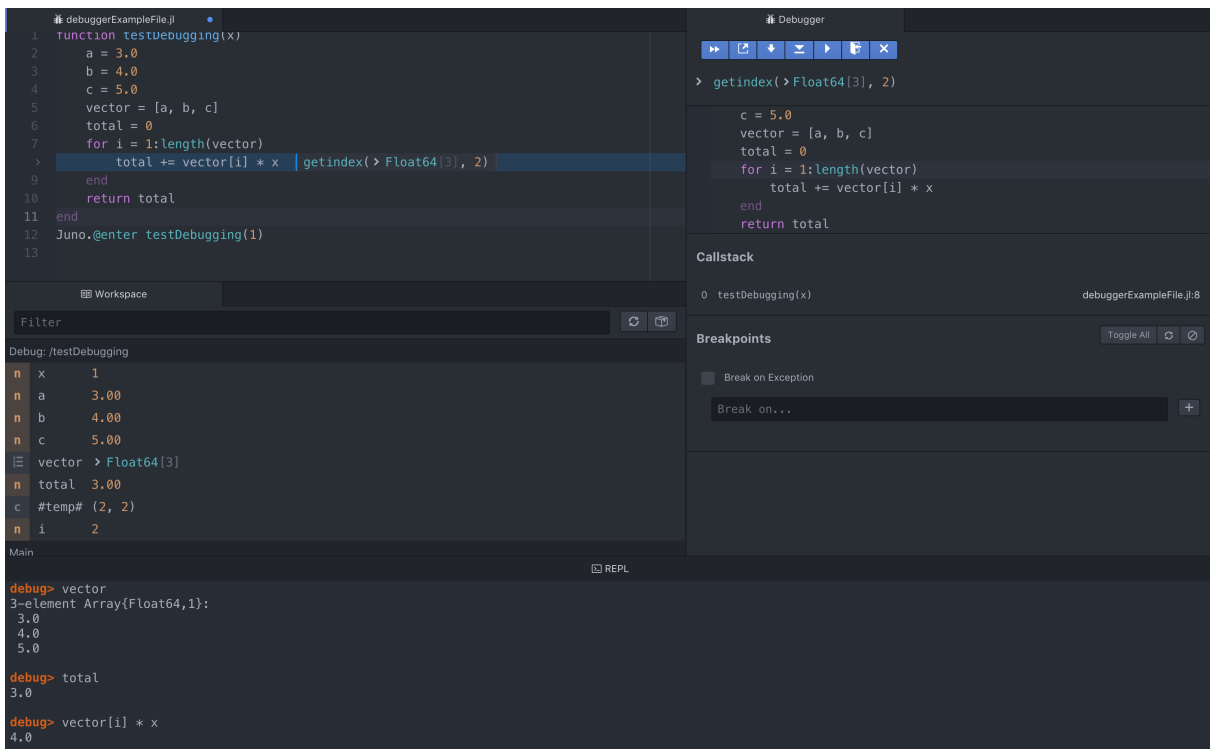 debuggerExampleFile.jl
1 function testDebugging(x)
2 a = 3.0
3 b = 4.0
4 c = 5.0
5 vector = [a, b, c]
6 total = 0
7 for i = 1:length(vector)
> total += vector[i] * x getindex(> Float64[3], 2)
9 end
10 return total
11 end
12 Juno.@enter testDebugging(1)
13
Workspace
Filter
Debug: /testDebugging
n x 1
n a 3.00
n b 4.00
n c 5.00
vector > Float64[3]
n total 3.00
c #temp# (2, 2)
n i 2
Main
Debugger
> getindex(>Float64[3], 2)
c = 5.0
vector = [a, b, c]
total = 0
for i = 1:length(vector)
total += vector[i] * x
end
return total
Callstack
0 testDebugging(x) debuggerExampleFile.jl:8
Breakpoints Toggle All
Break on Exception
Break on...
+
REPL
debug> vector
3-element Array{Float64,1}:
3.0
4.0
5.0
debug> total
3.0
debug> vector[i] * x
4.0